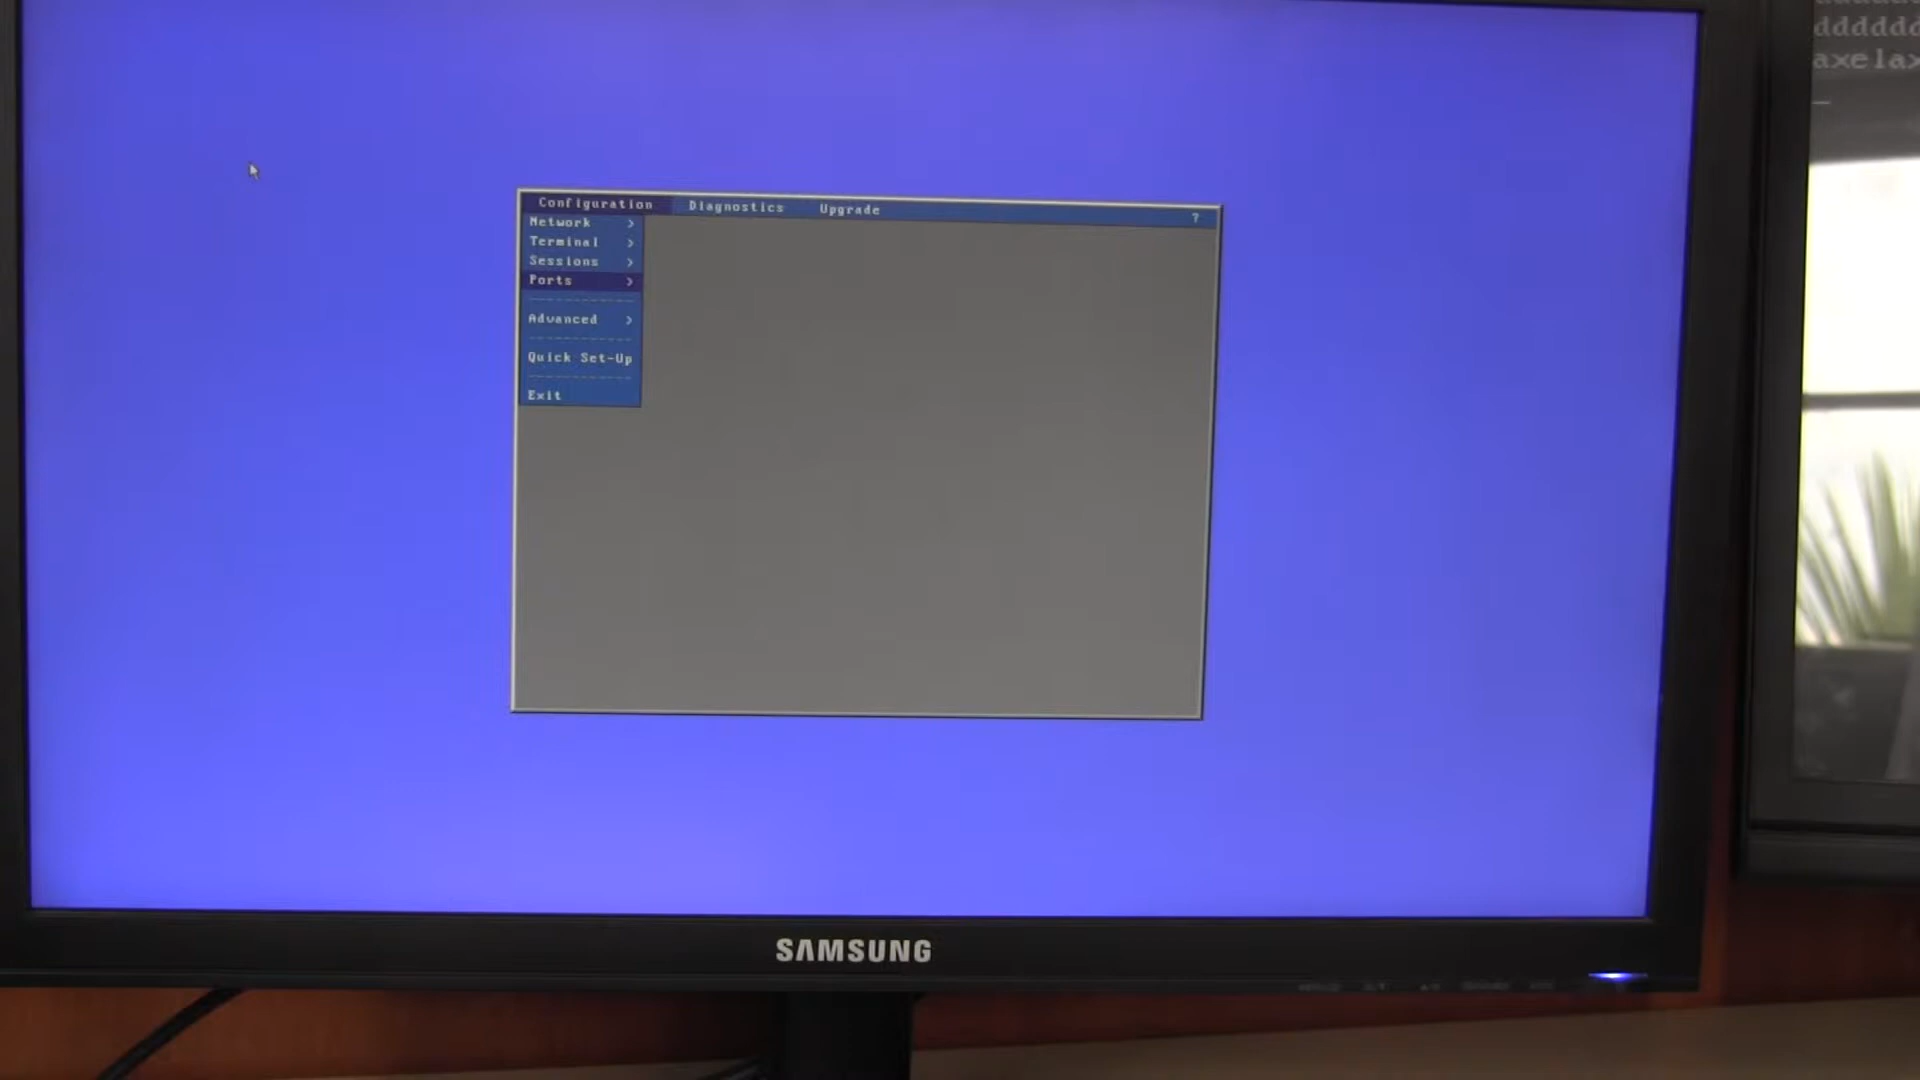 Configuration Diagnostics Upgrade ?
Network >
Terminal >
Sessions >
Ports >
Advanced >
Quick Set-Up
Exit
SAMSUNG
dddddd
axelax